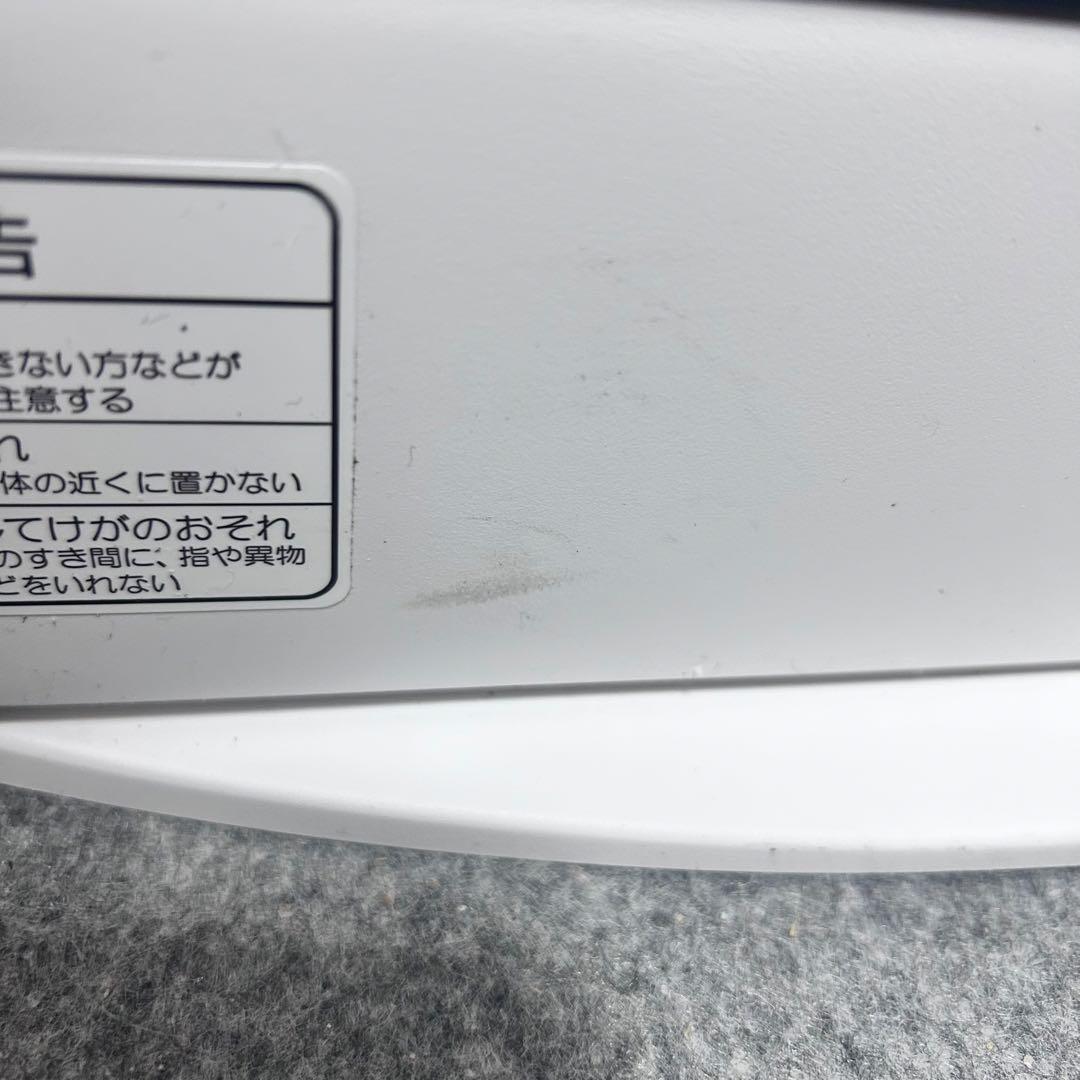 告
きない方などが
注意する
れ
体の近くに置かない
してけがのおそれ
のすき間に、指や異物
どをいれない